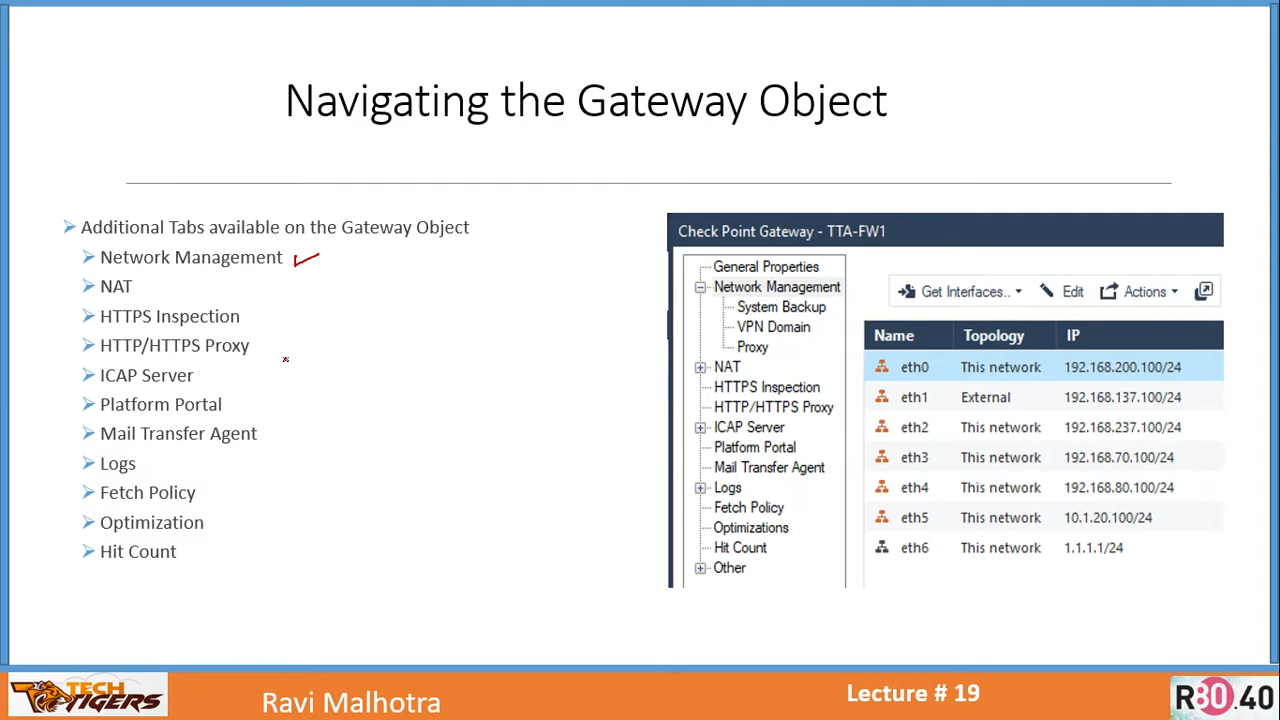 Navigating the Gateway Object
Additional Tabs available on the Gateway Object
Network Management
NAT
HTTPS Inspection
HTTP/HTTPS Proxy
ICAP Server
Platform Portal
Mail Transfer Agent
Logs
Fetch Policy
Optimization
Hit Count
Check Point Gateway - TTA-FW1
General Properties
Network Management
System Backup
VPN Domain
Proxy
NAT
HTTPS Inspection
HTTP/HTTPS Proxy
ICAP Server
Platform Portal
Mail Transfer Agent
Logs
Fetch Policy
Optimizations
Hit Count
Other
Get Interfaces.. Edit Actions
Name Topology IP
eth0 This network 192.168.200.100/24
eth1 External 192.168.137.100/24
eth2 This network 192.168.237.100/24
eth3 This network 192.168.70.100/24
eth4 This network 192.168.80.100/24
eth5 This network 10.1.20.100/24
eth6 This network 1.1.1.1/24
TECH
TIGERS
Ravi Malhotra
Lecture # 19
R80.40